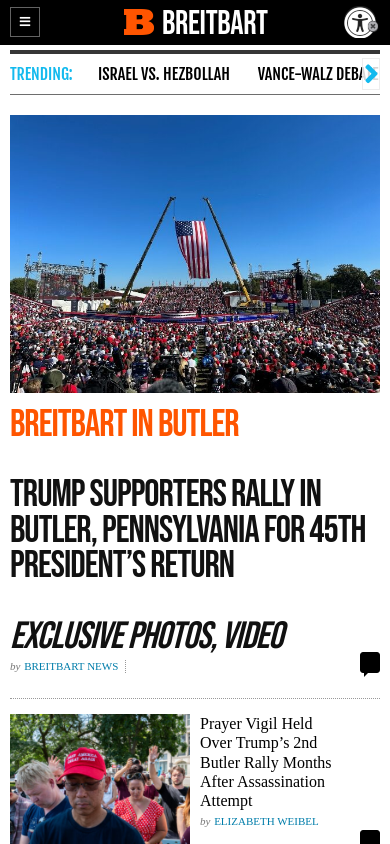 BREITBART
TRENDING:
ISRAEL VS. HEZBOLLAH
VANCE-WALZ
BREITBART IN BUTLER
TRUMP SUPPORTERS RALLY IN
BUTLER, PENNSYLVANIA FOR 45TH
PRESIDENT’S RETURN
EXCLUSIVE PHOTOS, VIDEO
by BREITBART NEWS
Prayer Vigil Held
Over Trump’s 2nd
Butler Rally Months
After Assassination
Attempt
by ELIZABETH WEIBEL